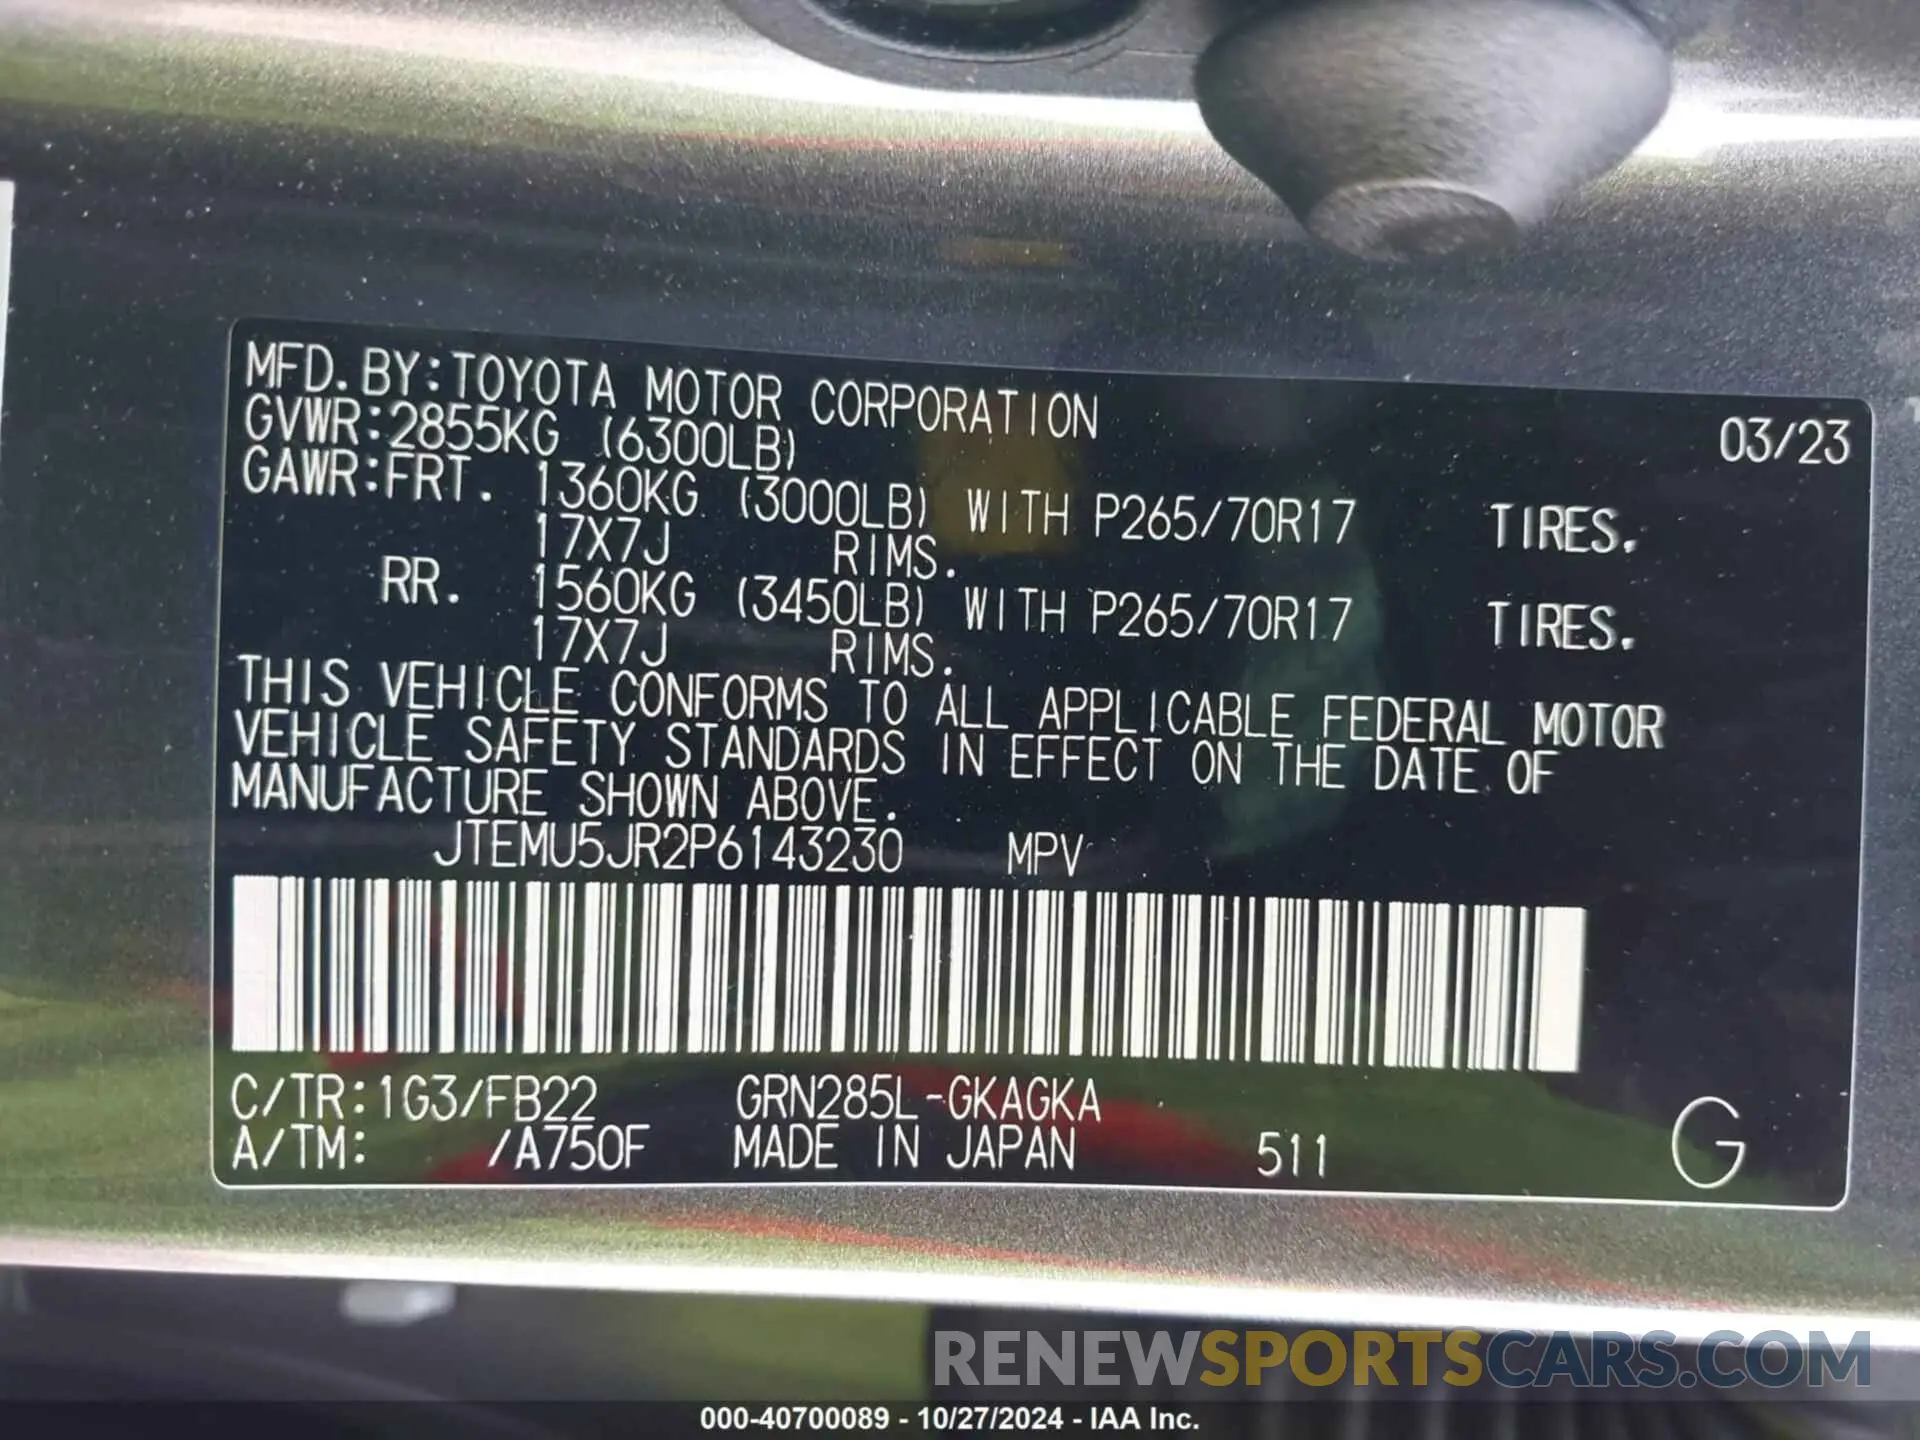 MFD.BY:TOYOTA MOTOR CORPORATION 03/23
GVWR:2855KG (6300LB)
GAWR:FRT. 1360KG (3000LB) WITH P265/70R17 TIRES.
17X7J RIMS.
RR. 1560KG (3450LB) WITH P265/70R17 TIRES.
17X7J RIMS.
THIS VEHICLE CONFORMS TO ALL APPLICABLE FEDERAL MOTOR
VEHICLE SAFETY STANDARDS IN EFFECT ON THE DATE OF
MANUFACTURE SHOWN ABOVE.
JTEMU5JR2P6143230 MPV
C/TR:1G3/FB22 GRN285L-GKAGKA
A/TM: /A750F MADE IN JAPAN 511 G
RENEWSPORTSCARS.COM
000-40700089 - 10/27/2024 - IAA Inc.